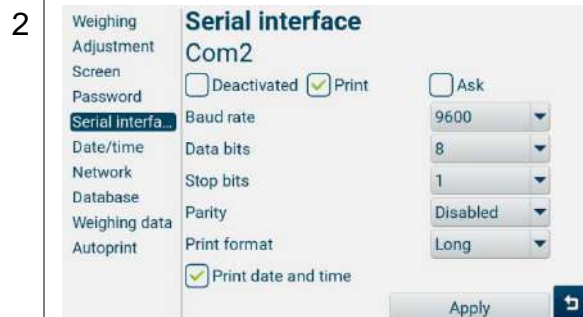 2
Weighing
Adjustment
Screen
Password
Serial interfa...
Date/time
Network
Database
Weighing data
Autoprint
Serial interface
Com2
Deactivated Print Ask
Baud rate 9600
Data bits 8
Stop bits 1
Parity Disabled
Print format Long
Print date and time
Apply